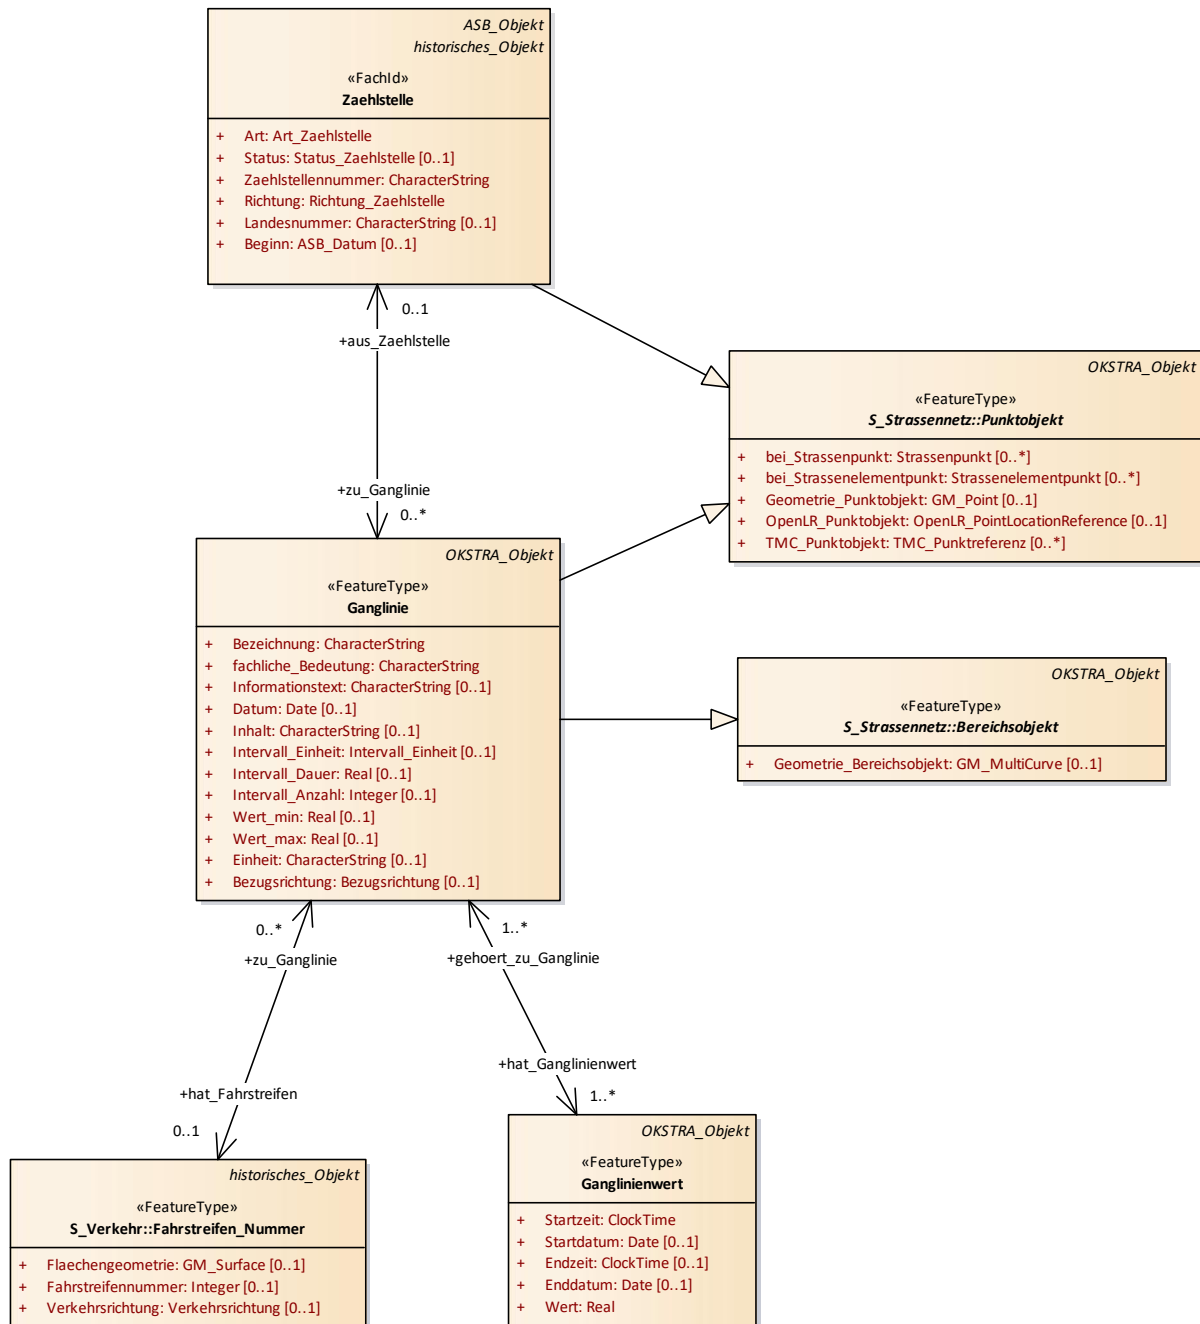 ASB_Objekt
historisches_Objekt
«FachId»
Zaehlstelle
+ Art: Art_Zaehlstelle
+ Status: Status_Zaehlstelle [0..1]
+ Zaehlstellennummer: CharacterString
+ Richtung: Richtung_Zaehlstelle
+ Landesnummer: CharacterString [0..1]
+ Beginn: ASB_Datum [0..1]
0..1
+aus_Zaehlstelle
+zu_Ganglinie
0..*
OKSTRA_Objekt
«FeatureType»
S_Strassennetz::Punktobjekt
+ bei_Strassenpunkt: Strassenpunkt [0..*]
+ bei_Strassenelementpunkt: Strassenelementpunkt [0..*]
+ Geometrie_Punktobjekt: GM_Point [0..1]
+ OpenLR_Punktobjekt: OpenLR_PointLocationReference [0..1]
+ TMC_Punktobjekt: TMC_Punktreferenz [0..*]
OKSTRA_Objekt
«FeatureType»
Ganglinie
+ Bezeichnung: CharacterString
+ fachliche_Bedeutung: CharacterString
+ Informationstext: CharacterString [0..1]
+ Datum: Date [0..1]
+ Inhalt: CharacterString [0..1]
+ Intervall_Einheit: Intervall_Einheit [0..1]
+ Intervall_Dauer: Real [0..1]
+ Intervall_Anzahl: Integer [0..1]
+ Wert_min: Real [0..1]
+ Wert_max: Real [0..1]
+ Einheit: CharacterString [0..1]
+ Bezugsrichtung: Bezugsrichtung [0..1]
OKSTRA_Objekt
«FeatureType»
S_Strassennetz::Bereichsobjekt
+ Geometrie_Bereichsobjekt: GM_MultiCurve [0..1]
0..*
+zu_Ganglinie
+hat_Fahrstreifen
0..1
1..*
+gehoert_zu_Ganglinie
+hat_Ganglinienwert
1..*
historisches_Objekt
«FeatureType»
S_Verkehr::Fahrstreifen_Nummer
+ Flaechengeometrie: GM_Surface [0..1]
+ Fahrstreifennummer: Integer [0..1]
+ Verkehrsrichtung: Verkehrsrichtung [0..1]
OKSTRA_Objekt
«FeatureType»
Ganglinienwert
+ Startzeit: ClockTime
+ Startdatum: Date [0..1]
+ Endzeit: ClockTime [0..1]
+ Enddatum: Date [0..1]
+ Wert: Real